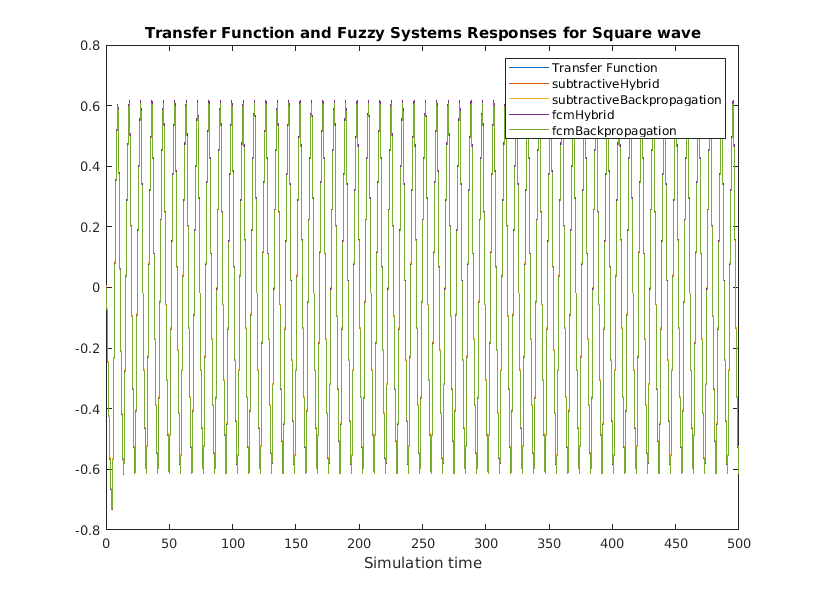 Transfer Function and Fuzzy Systems Responses for Square wave
0.8
0.6
0.4
0.2
0
-0.2
-0.4
-0.6
-0.8
Transfer Function
subtractiveHybrid
subtractiveBackpropagation
fcmHybrid
fcmBackpropagation
0 50 100 150 200 250 300 350 400 450 500
Simulation time